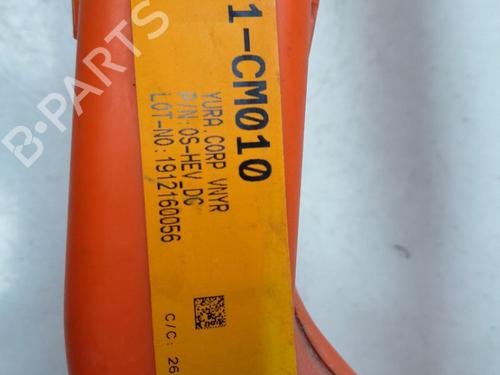 1-CM010
YURA.CORP VNYR
P/N:OS-HEV_DC
LOT-NO:1912160056
C/C: 26
B-PARTS